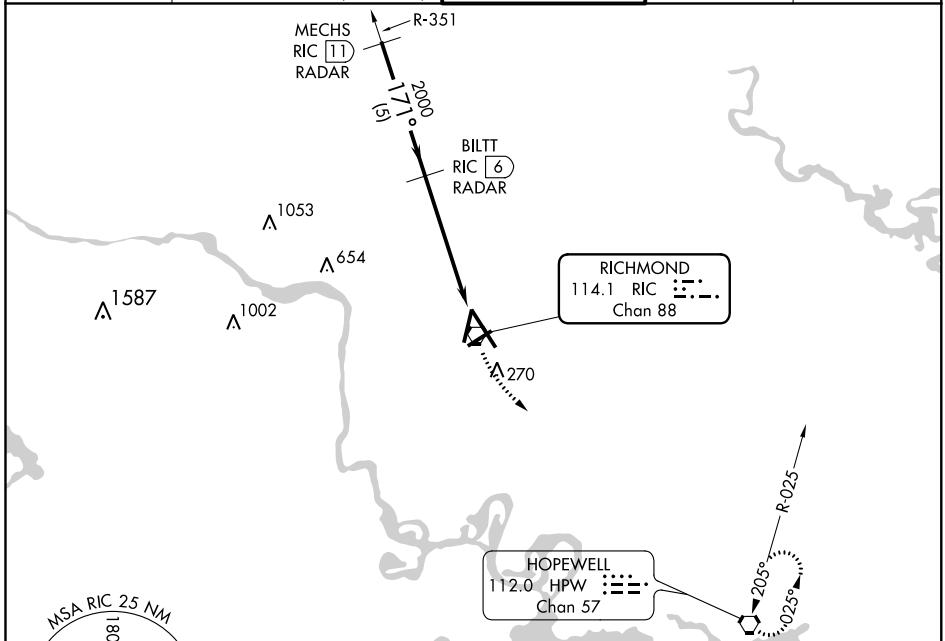 R-351
MECHS
RIC 11
RADAR
2000
171°
(5)
BILTT
RIC 6
RADAR
1053
654
1587
1002
RICHMOND
114.1 RIC
Chan 88
270
R-025
HOPEWELL
112.0 HPW
Chan 57
205°
025°
MSA RIC 25 NM
180